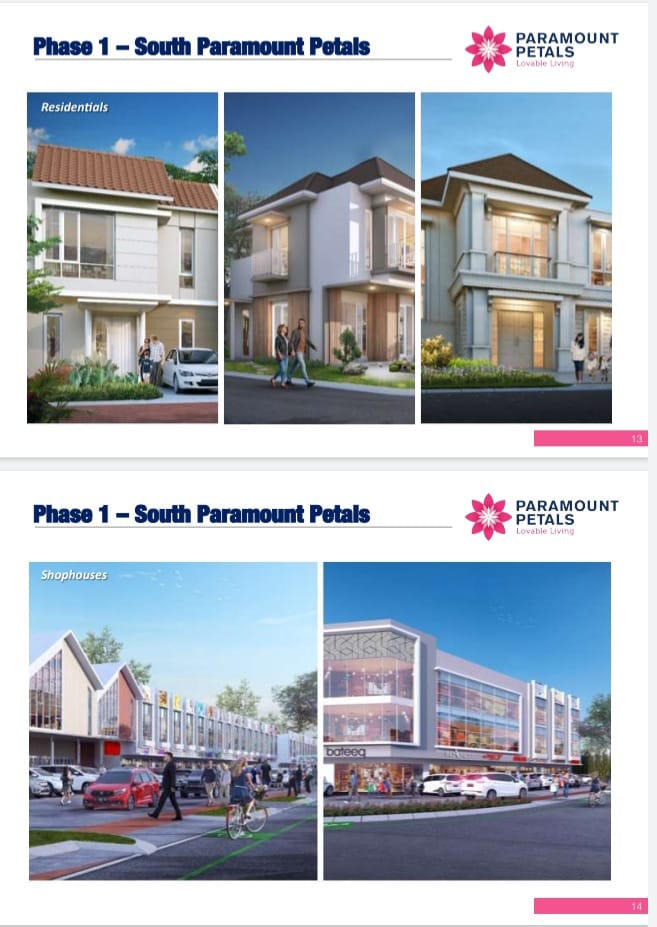 Phase 1 – South Paramount Petals
PARAMOUNT
PETALS
Lovable Living
Residentials
13
Phase 1 – South Paramount Petals
PARAMOUNT
PETALS
Lovable Living
Shophouses
bateeq
14